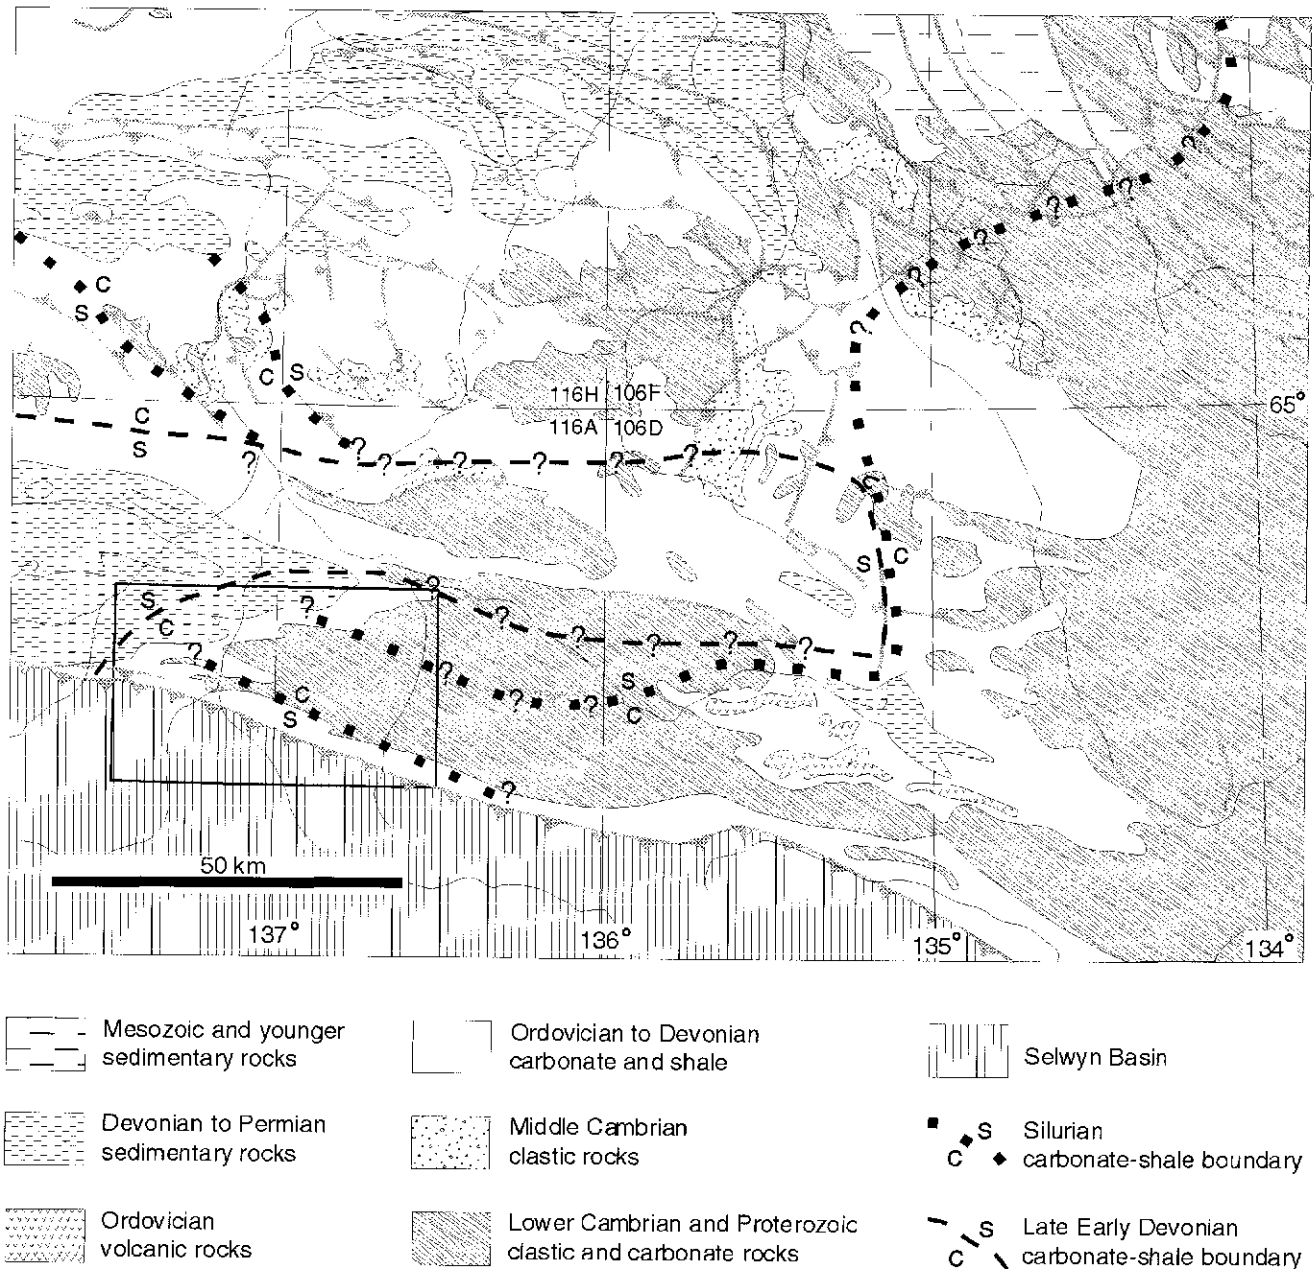 C
S
C
S
C
S
116H 106F
116A 106D
65°
?
?
?
?
?
?
?
?
?
?
?
?
?
S
C
?
S
C
?
?
?
?
?
?
?
?
?
?
S
C
C
S
?
50 km
137°
136°
135°
134°
Mesozoic and younger
sedimentary rocks
Ordovician to Devonian
carbonate and shale
Selwyn Basin
Devonian to Permian
sedimentary rocks
Middle Cambrian
clastic rocks
S
C
Silurian
carbonate-shale boundary
Ordovician
volcanic rocks
Lower Cambrian and Proterozoic
clastic and carbonate rocks
S
C
Late Early Devonian
carbonate-shale boundary